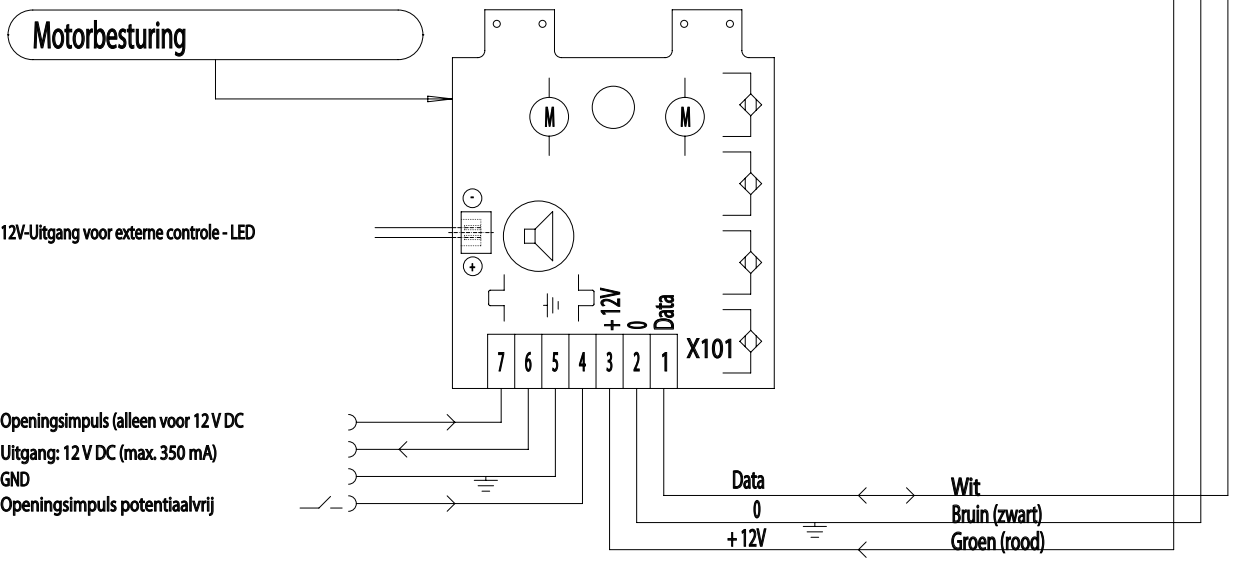 Motorbesturing
M
M
-
12V-Uitgang voor externe controle - LED
+
+ 12V
0
Data
X101
7 6 5 4 3 2 1
Openingsimpuls (alleen voor 12 V DC
Uitgang: 12 V DC (max. 350 mA)
GND
Openingsimpuls potentiaalvrij
Data
Wit
0
Bruin (zwart)
+ 12V
Groen (rood)